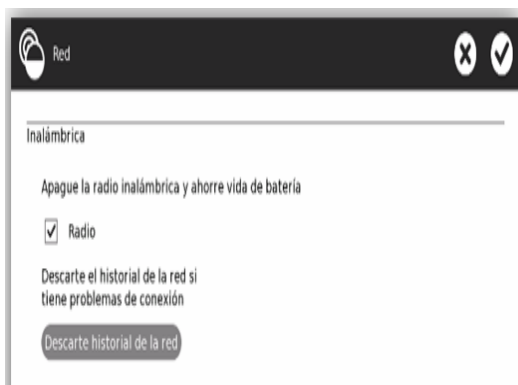 Red
Inalámbrica
Apague la radio inalámbrica y ahorre vida de batería
Radio
Descarte el historial de la red si
tiene problemas de conexión
Descarte historial de la red